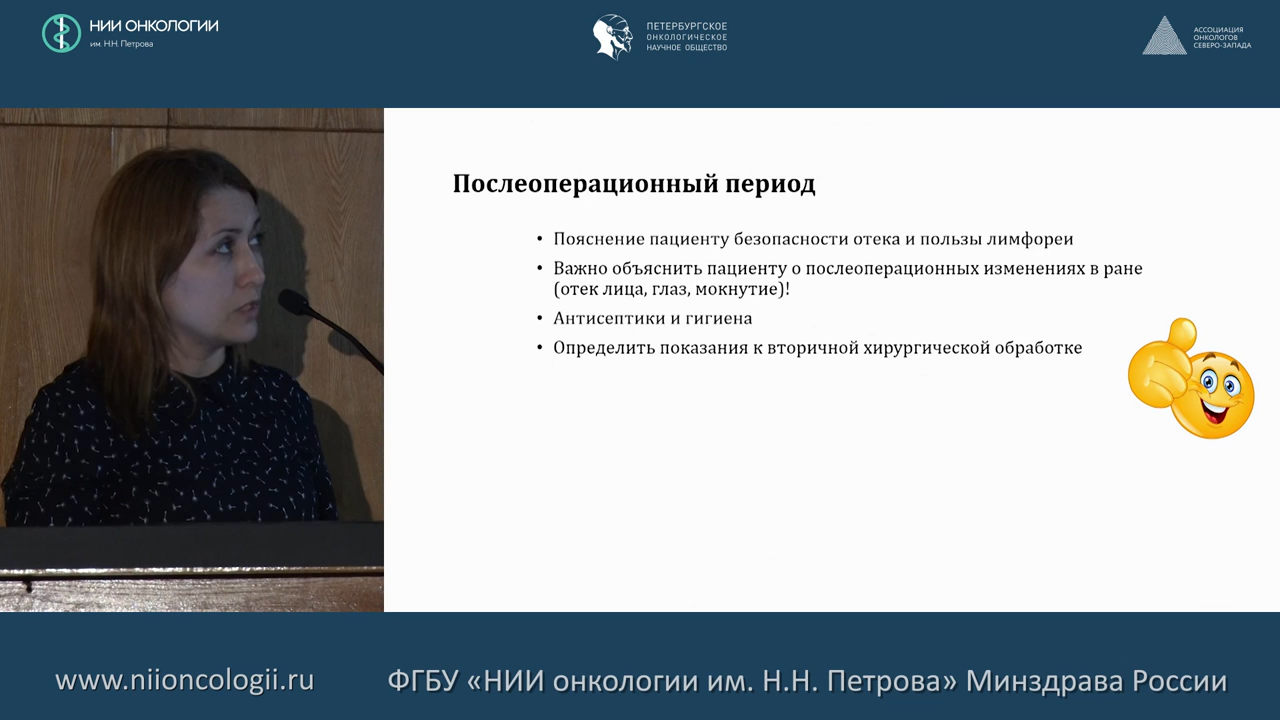 НИИ ОНКОЛОГИИ
им. Н.Н. Петрова
ПЕТЕРБУРГСКОЕ
ОНКОЛОГИЧЕСКОЕ
НАУЧНОЕ ОБЩЕСТВО
АССОЦИАЦИЯ
ОНКОЛОГОВ
СЕВЕРО-ЗАПАДА
Послеоперационный период
• Пояснение пациенту безопасности отека и пользы лимфореи
• Важно объяснить пациенту о послеоперационных изменениях в ране
(отек лица, глаз, мокнутие)!
• Антисептики и гигиена
• Определить показания к вторичной хирургической обработке
www.niioncologii.ru
ФГБУ «НИИ онкологии им. Н.Н. Петрова» Минздрава России